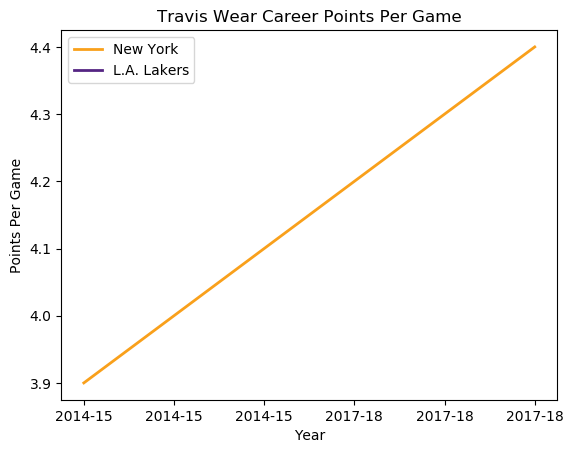 Travis Wear Career Points Per Game
New York
L.A. Lakers
4.4
4.3
4.2
4.1
4.0
3.9
Points Per Game
2014-15 2014-15 2014-15 2017-18 2017-18 2017-18
Year